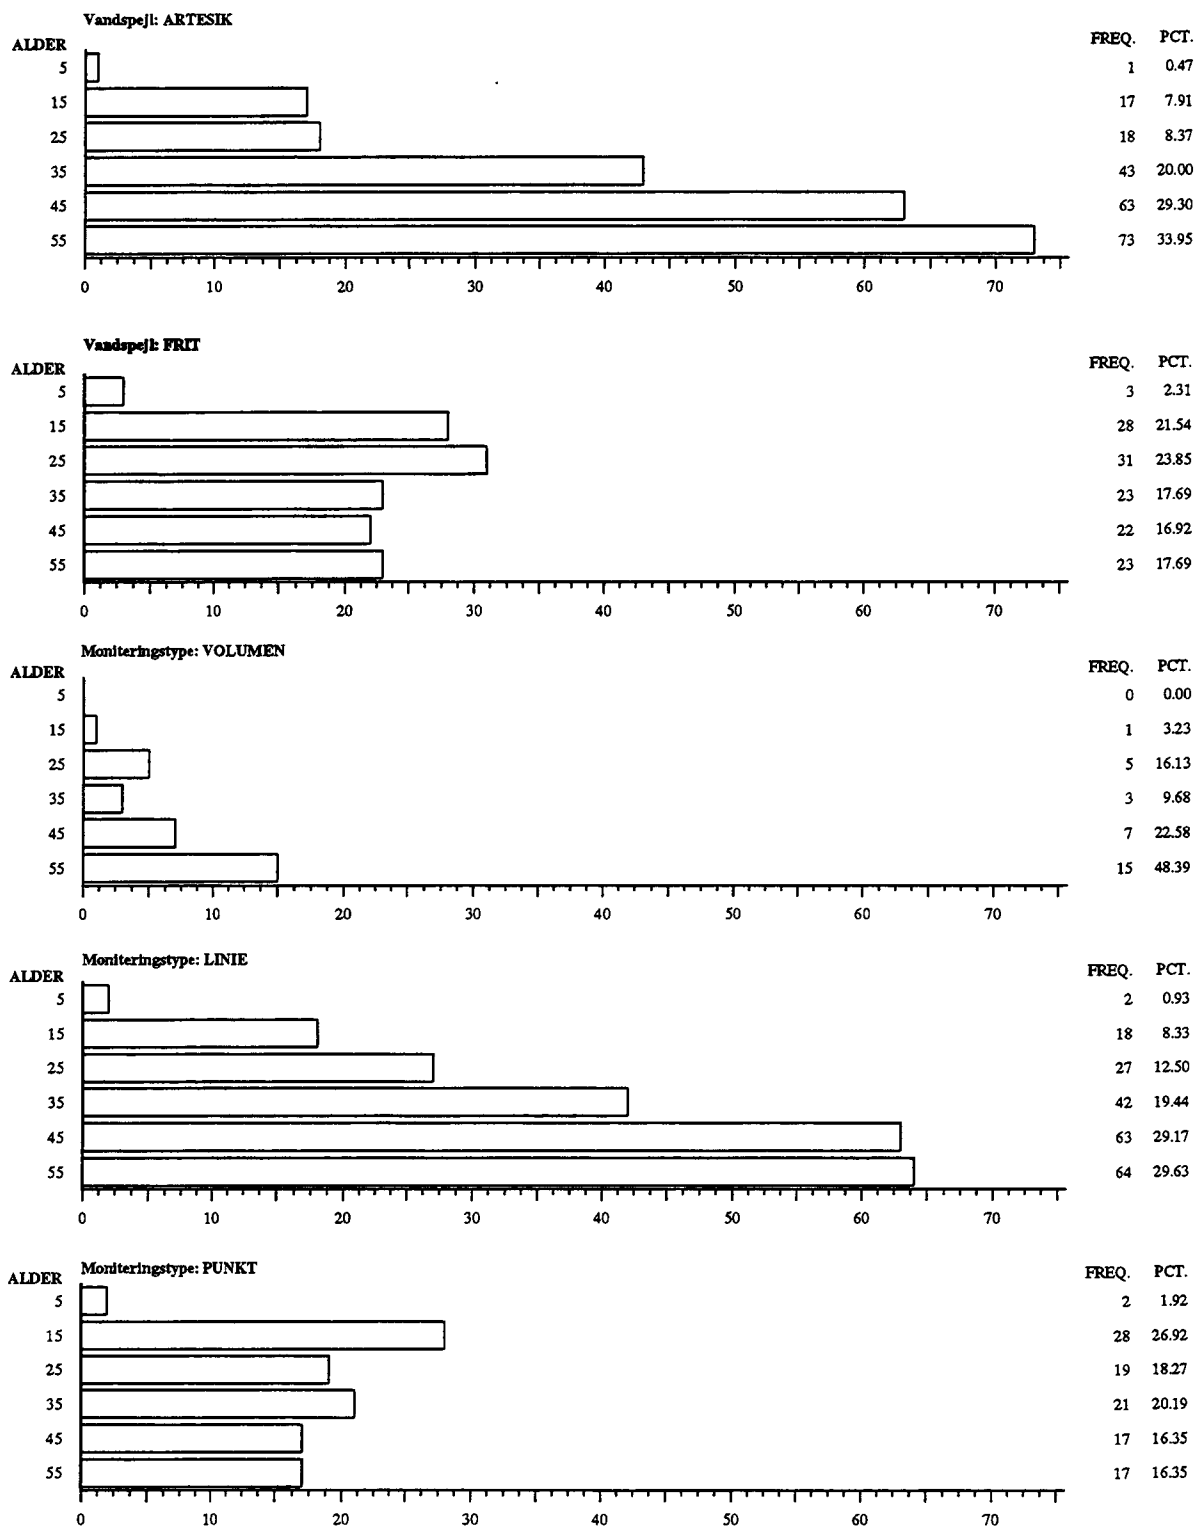 Vandspejl: ARTESIK
ALDER FREQ. PCT.
5 1 0.47
15 17 7.91
25 18 8.37
35 43 20.00
45 63 29.30
55 73 33.95
0 10 20 30 40 50 60 70
Vandspejl: FRIT
ALDER FREQ. PCT.
5 3 2.31
15 28 21.54
25 31 23.85
35 23 17.69
45 22 16.92
55 23 17.69
0 10 20 30 40 50 60 70
Moniteringstype: VOLUMEN
ALDER FREQ. PCT.
5 0 0.00
15 1 3.23
25 5 16.13
35 3 9.68
45 7 22.58
55 15 48.39
0 10 20 30 40 50 60 70
Moniteringstype: LINIE
ALDER FREQ. PCT.
5 2 0.93
15 18 8.33
25 27 12.50
35 42 19.44
45 63 29.17
55 64 29.63
0 10 20 30 40 50 60 70
Moniteringstype: PUNKT
ALDER FREQ. PCT.
5 2 1.92
15 28 26.92
25 19 18.27
35 21 20.19
45 17 16.35
55 17 16.35
0 10 20 30 40 50 60 70